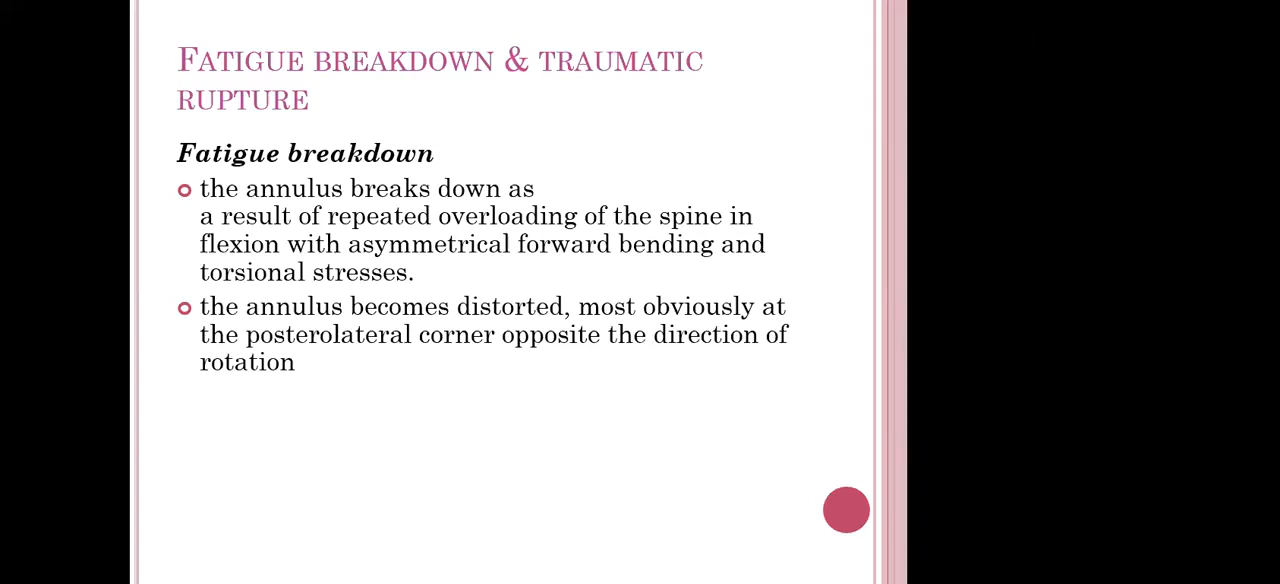 FATIGUE BREAKDOWN & TRAUMATIC
RUPTURE
Fatigue breakdown
the annulus breaks down as
a result of repeated overloading of the spine in
flexion with asymmetrical forward bending and
torsional stresses.
the annulus becomes distorted, most obviously at
the posterolateral corner opposite the direction of
rotation